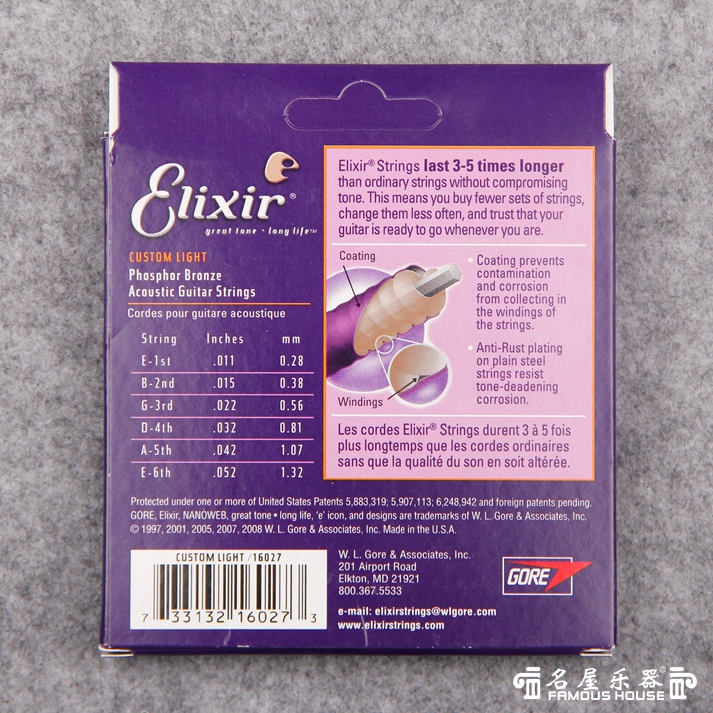 Elixir®
great tone · long life™
CUSTOM LIGHT
Phosphor Bronze
Acoustic Guitar Strings
Cordes pour guitare acoustique
String Inches mm
E-1st .011 0.28
B-2nd .015 0.38
G-3rd .022 0.56
D-4th .032 0.81
A-5th .042 1.07
E-6th .052 1.32
Elixir® Strings last 3-5 times longer
than ordinary strings without compromising
tone. This means you buy fewer sets of strings,
change them less often, and trust that your
guitar is ready to go whenever you are.
Coating
Windings
• Coating prevents
contamination
and corrosion
from collecting in
the windings of
the strings.
• Anti-Rust plating
on plain steel
strings resist
tone-deadening
corrosion.
Les cordes Elixir® Strings durent 3 à 5 fois
plus longtemps que les cordes ordinaires
sans que la qualité du son en soit altérée.
Protected under one or more of United States Patents 5,883,319; 5,907,113; 6,248,942 and foreign patents pending.
GORE, Elixir, NANOWEB, great tone • long life, 'e' icon, and designs are trademarks of W. L. Gore & Associates, Inc.
© 1997, 2001, 2005, 2007, 2008 W. L. Gore & Associates, Inc. Made in the U.S.A.
CUSTOM LIGHT /16027
7 33132 16027 3
W. L. Gore & Associates, Inc.
201 Airport Road
Elkton, MD 21921
800.367.5533
e-mail: elixirstrings@wlgore.com
www.elixirstrings.com
GORE
名屋乐器®
FAMOUS HOUSE